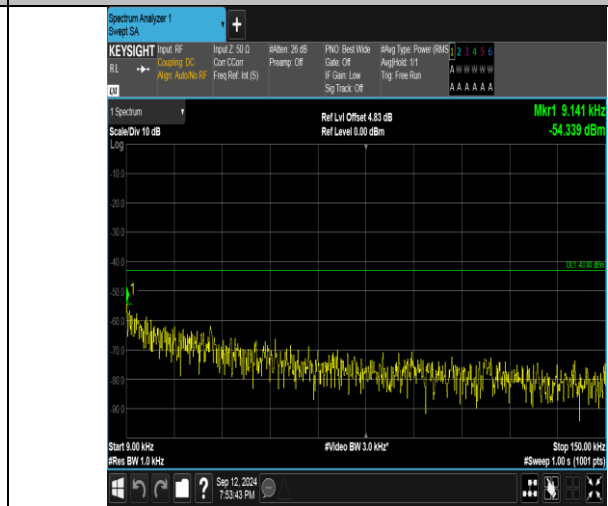 Spectrum Analyzer 1
Swept SA
KEYSIGHT Input: RF Input Z: 50 Ω #Atten: 26 dB PNO: Best Wide #Avg Type: Power (RMS 1 2 3 4 5 6
RL Coupling: DC Corr CCorr Preamp: Off Gate: Off Avg|Hold: 1/1 A W W W W W
Align: Auto/No RF Freq Ref: Int (S) IF Gain: Low Trig: Free Run
Sig Track: Off A A A A A A
1 Spectrum Ref Lvl Offset 4.83 dB Mkr1 9.141 kHz
Scale/Div 10 dB Ref Level 0.00 dBm -54.339 dBm
Log
-10.0
-20.0
-30.0
-40.0
DL1 -43.00 dBm
-50.0
1
-60.0
-70.0
-80.0
-90.0
Start 9.00 kHz #Video BW 3.0 kHz* Stop 150.00 kHz
#Res BW 1.0 kHz #Sweep 1.00 s (1001 pts)
Sep 12, 2024
7:53:43 PM